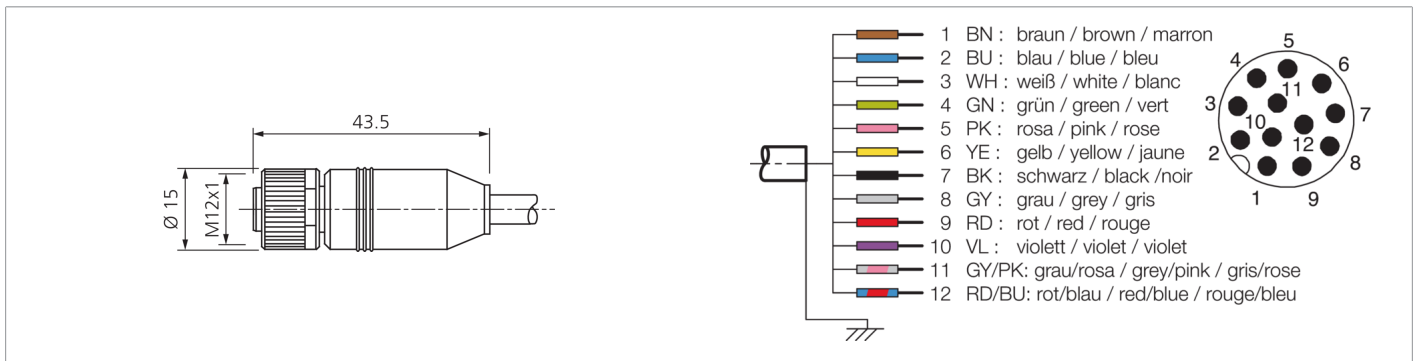 43.5
Ø 15
M12x1
1 BN : braun / brown / marron
2 BU : blau / blue / bleu
3 WH : weiß / white / blanc
4 GN : grün / green / vert
5 PK : rosa / pink / rose
6 YE : gelb / yellow / jaune
7 BK : schwarz / black /noir
8 GY : grau / grey / gris
9 RD : rot / red / rouge
10 VL : violett / violet / violet
11 GY/PK: grau/rosa / grey/pink / gris/rose
12 RD/BU: rot/blau / red/blue / rouge/bleu
5
4
6
11
3
7
10
12
2
8
1
9